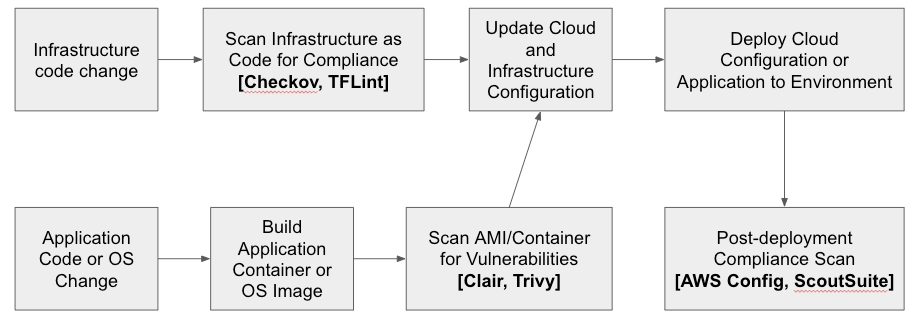 Infrastructure
code change
Scan Infrastructure as
Code for Compliance
[Checkov, TFLint]
Update Cloud
and
Infrastructure
Configuration
Deploy Cloud
Configuration or
Application to Environment
Application
Code or OS
Change
Build
Application
Container or
OS Image
Scan AMI/Container
for Vulnerabilities
[Clair, Trivy]
Post-deployment
Compliance Scan
[AWS Config, ScoutSuite]